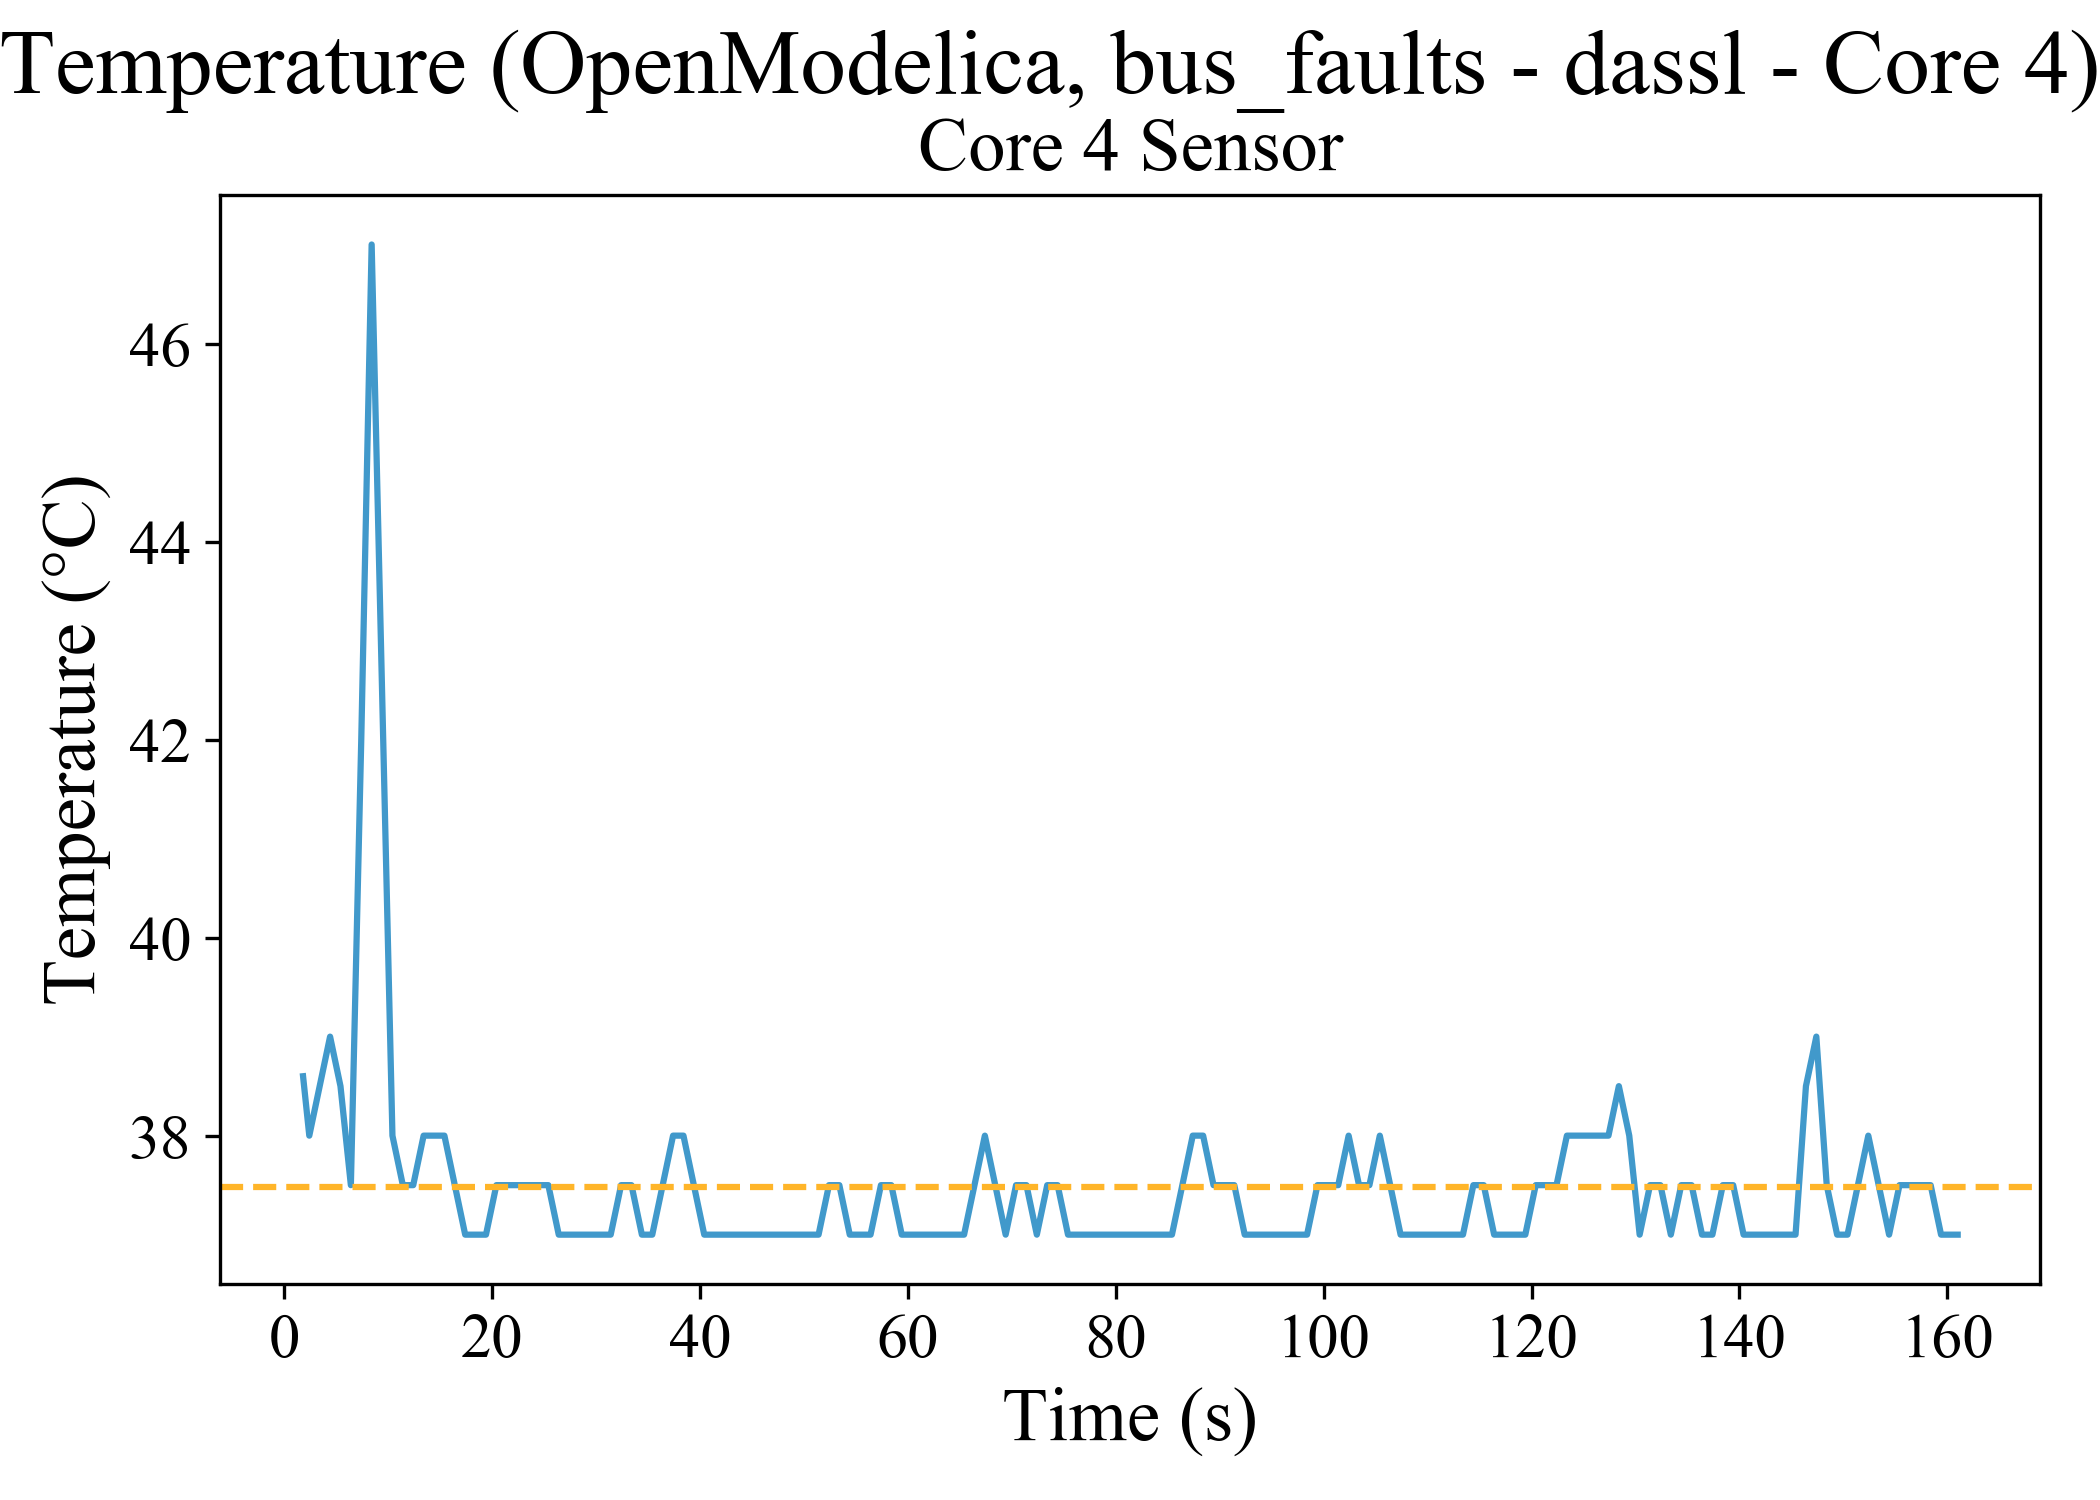 Temperature (OpenModelica, bus_faults - dassl - Core 4)
Core 4 Sensor
Temperature (°C)
46
44
42
40
38
0 20 40 60 80 100 120 140 160
Time (s)